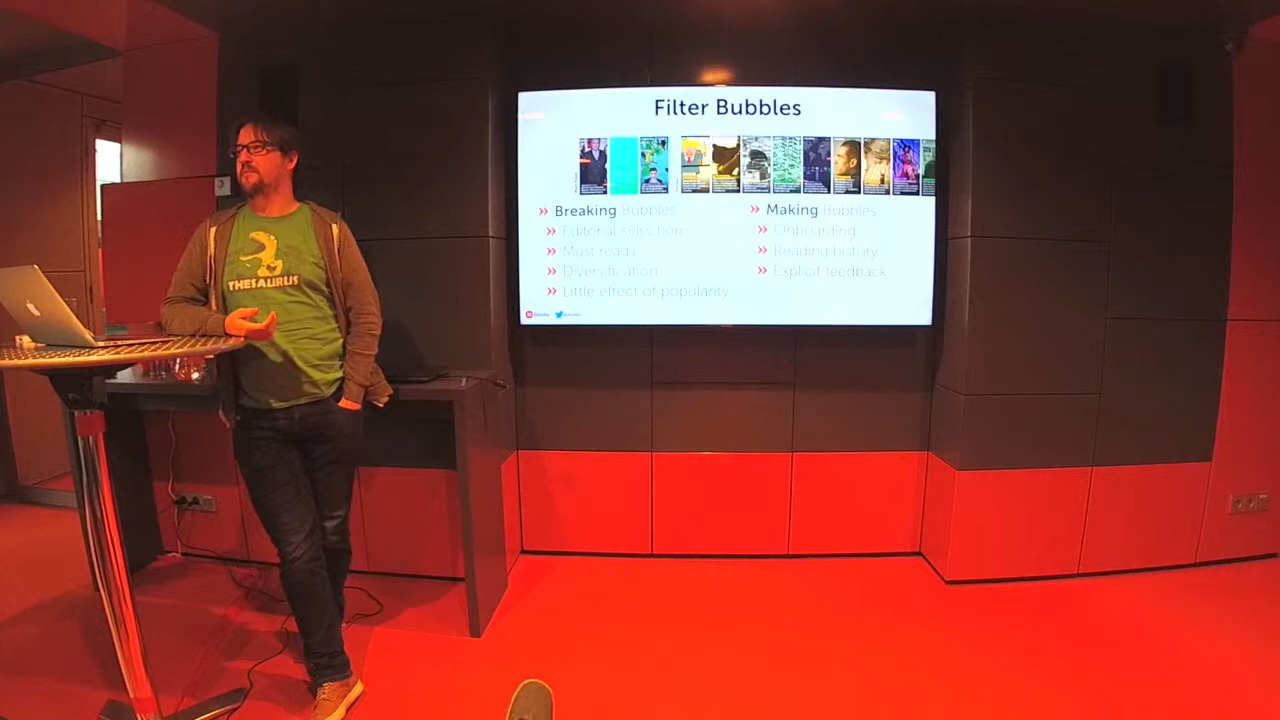 Filter Bubbles
Breaking Bubbles
Editorial selection
Must reads
Diversification
Little effect of popularity
Making Bubbles
Onboarding
Reading history
Explicit feedback
THESAURUS